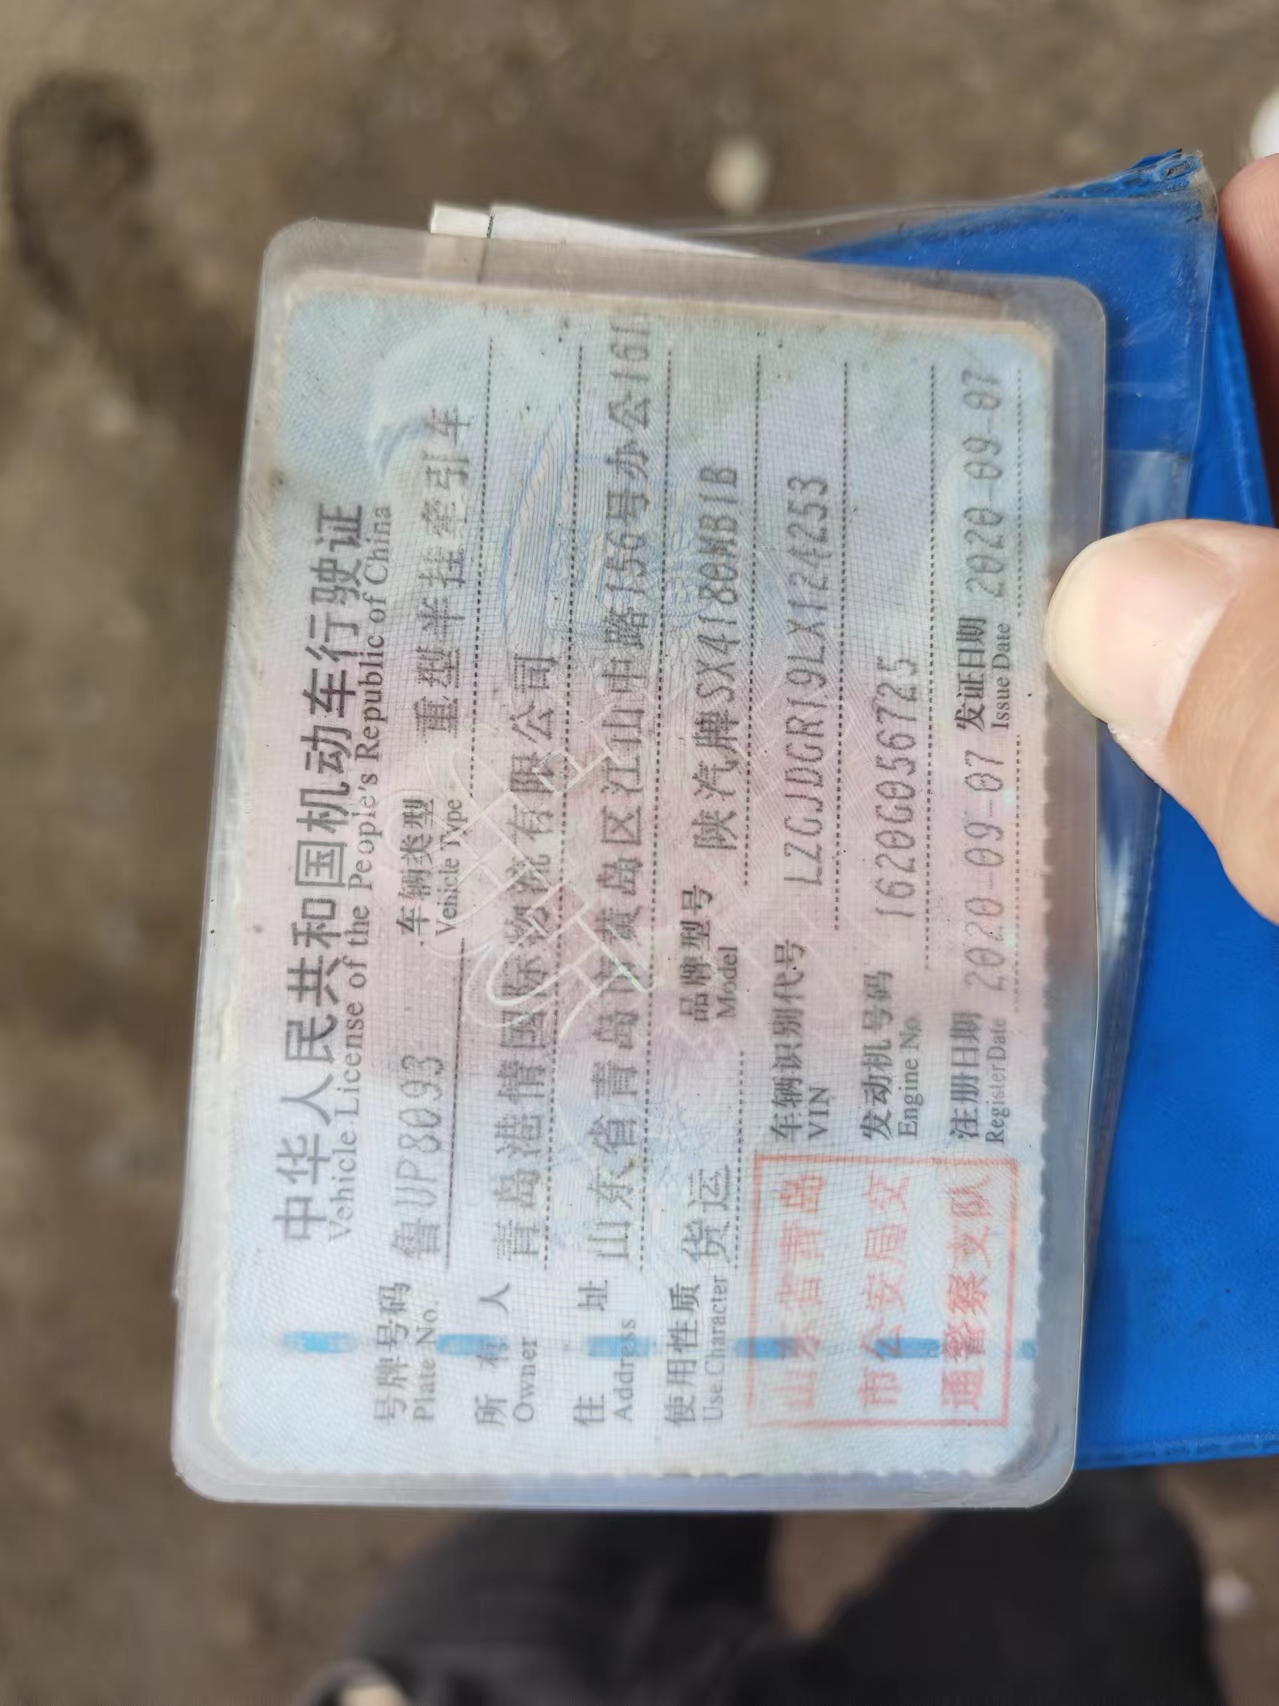 中华人民共和国机动车行驶证
Vehicle License of the People's Republic of China
号牌号码 鲁UP8093 车辆类型 重型半挂牵引车
Plate No. Vehicle Type
所有人 青岛港情国际物流有限公司
Owner
住址 山东省青岛市黄岛区江山中路156号办公161
Address
使用性质 货运 品牌型号 陕汽牌SX4180MB1B
Use Character Model
车辆识别代号 LZGJDGR19LX124253
VIN
发动机号码 1620G056725
Engine No.
注册日期 2020-09-07 发证日期 2020-09-07
Register Date Issue Date
山东省青岛
市公安局交
通警察支队